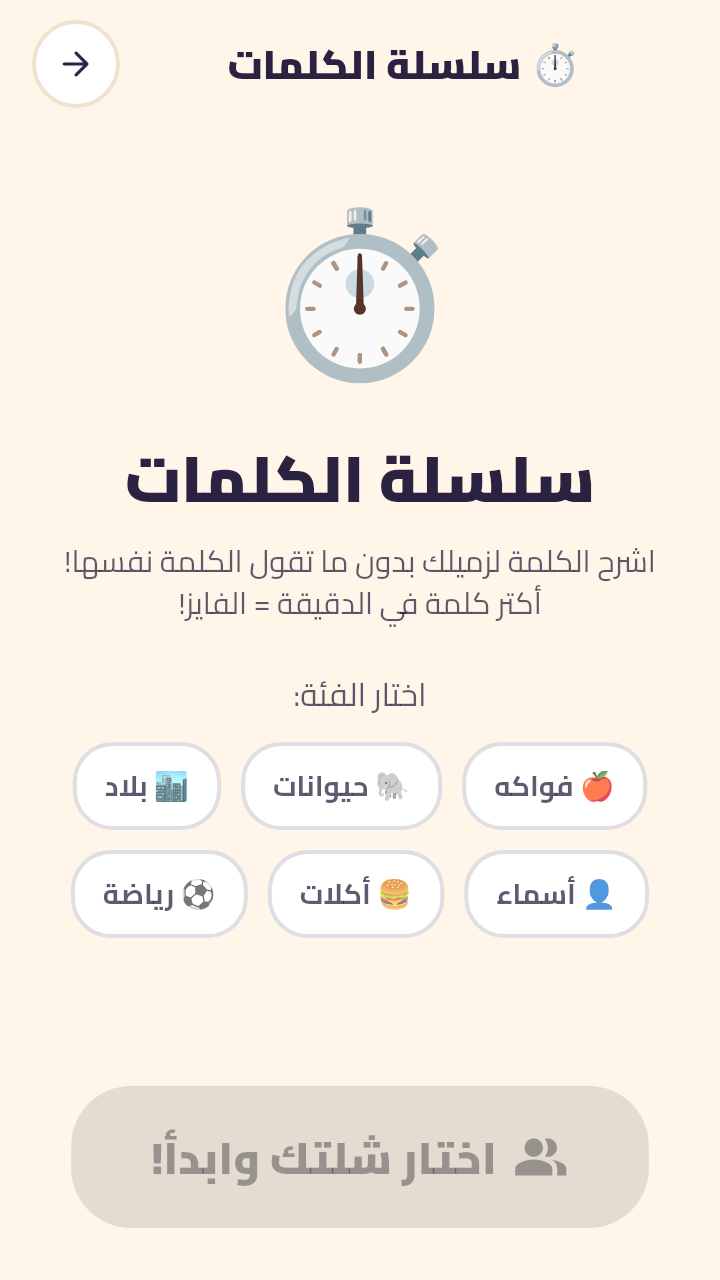 ⏱️ سلسلة الكلمات
سلسلة الكلمات
اشرح الكلمة لزميلك بدون ما تقول الكلمة نفسها!
أكتر كلمة في الدقيقة = الفايز!
اختار الفئة:
🍎 فواكه
🐘 حيوانات
🏙️ بلاد
👤 أسماء
🍔 أكلات
⚽ رياضة
اختار شلتك وابدأ!